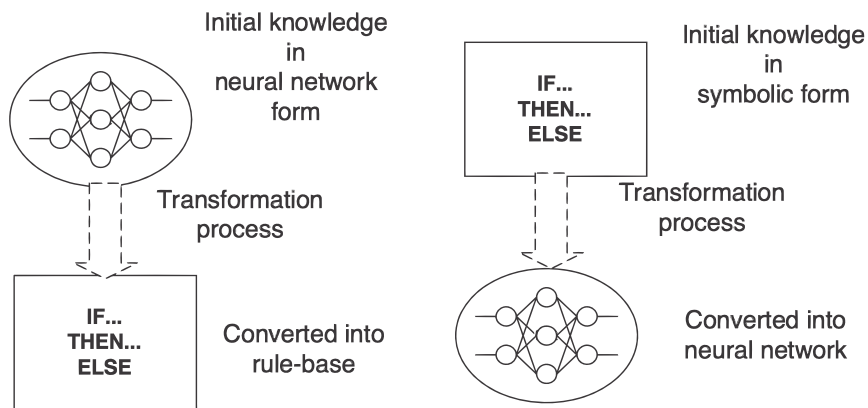 Initial knowledge
in
neural network
form
Transformation
process
IF...
THEN...
ELSE
Converted into
rule-base
Initial knowledge
in
symbolic form
IF...
THEN...
ELSE
Transformation
process
Converted into
neural network